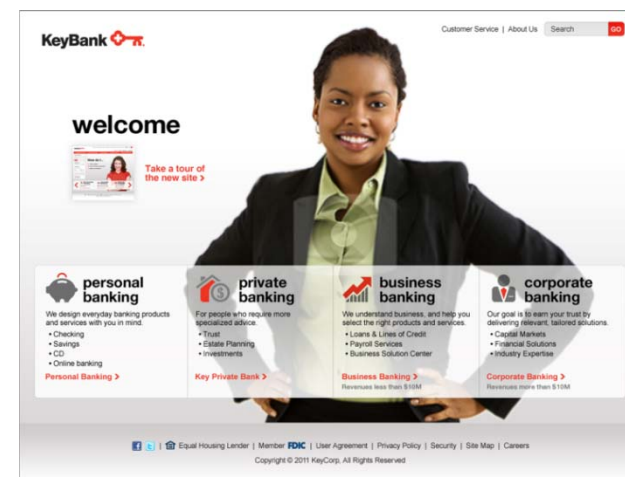 KeyBank
Customer Service | About Us
Search
GO
welcome
Take a tour of
the new site >
personal
banking
We design everyday banking products
and services with you in mind.
• Checking
• Savings
• CD
• Online banking
Personal Banking >
private
banking
For people who require more
specialized advice.
• Trust
• Estate Planning
• Investments
Key Private Bank >
business
banking
We understand business, and help you
select the right products and services.
• Loans & Lines of Credit
• Payroll Services
• Business Solution Center
Business Banking >
Revenues less than $10M
corporate
banking
Our goal is to earn your trust by
delivering relevant, tailored solutions.
• Capital Markets
• Financial Solutions
• Industry Expertise
Corporate Banking >
Revenues more than $10M
| Equal Housing Lender | Member FDIC | User Agreement | Privacy Policy | Security | Site Map | Careers
Copyright © 2011 KeyCorp, All Rights Reserved